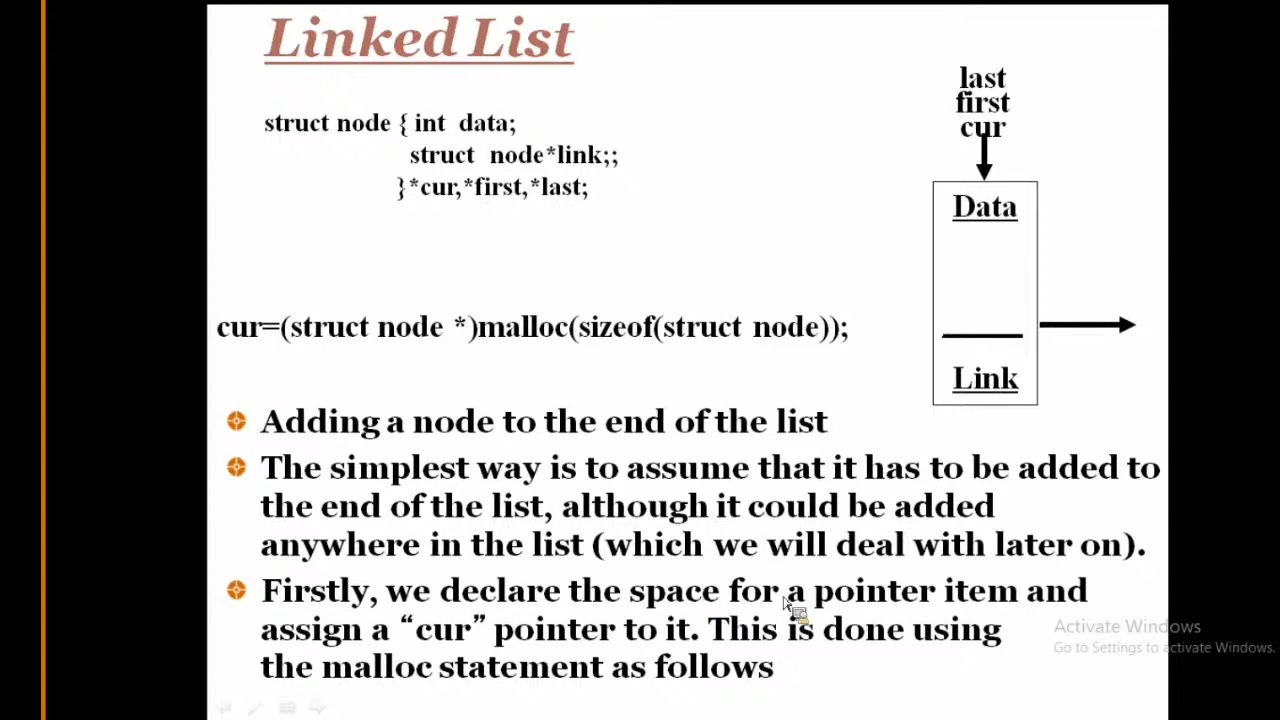 Linked List
last
first
cur
struct node { int data;
struct node*link;;
}*cur,*first,*last;
Data
cur=(struct node *)malloc(sizeof(struct node));
Link
Adding a node to the end of the list
The simplest way is to assume that it has to be added to
the end of the list, although it could be added
anywhere in the list (which we will deal with later on).
Firstly, we declare the space for a pointer item and
assign a “cur” pointer to it. This is done using
the malloc statement as follows
Activate Windows
Go to Settings to activate Windows.